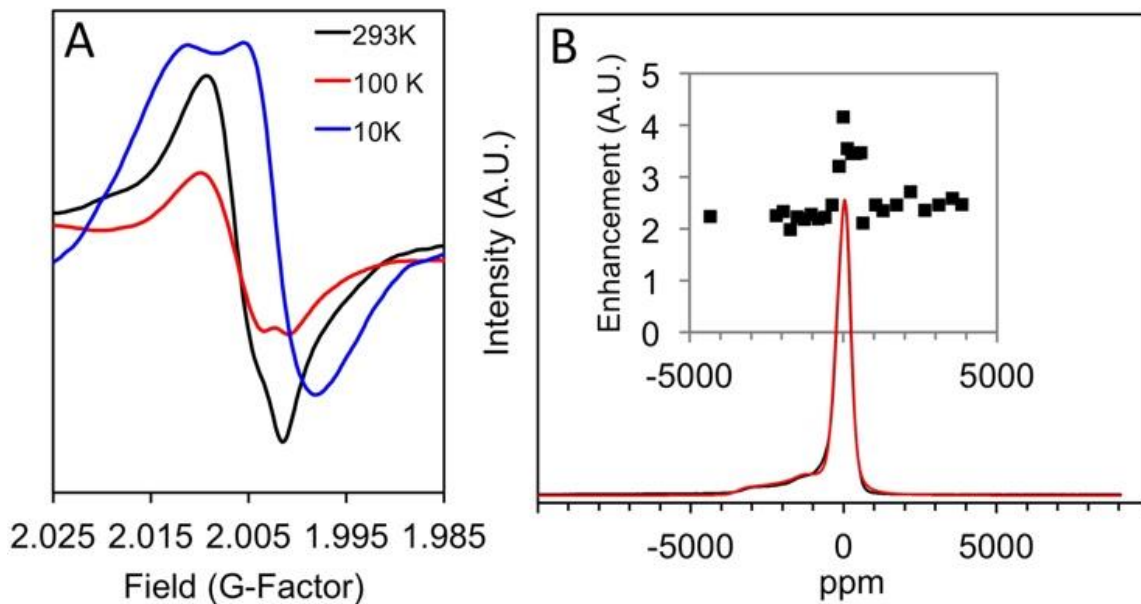 A
293K
100 K
10K
2.025 2.015 2.005 1.995 1.985
Field (G-Factor)
B
Intensity (A.U.)
Enhancement (A.U.)
5
4
3
2
1
0
-5000 5000
-5000 0 5000
ppm